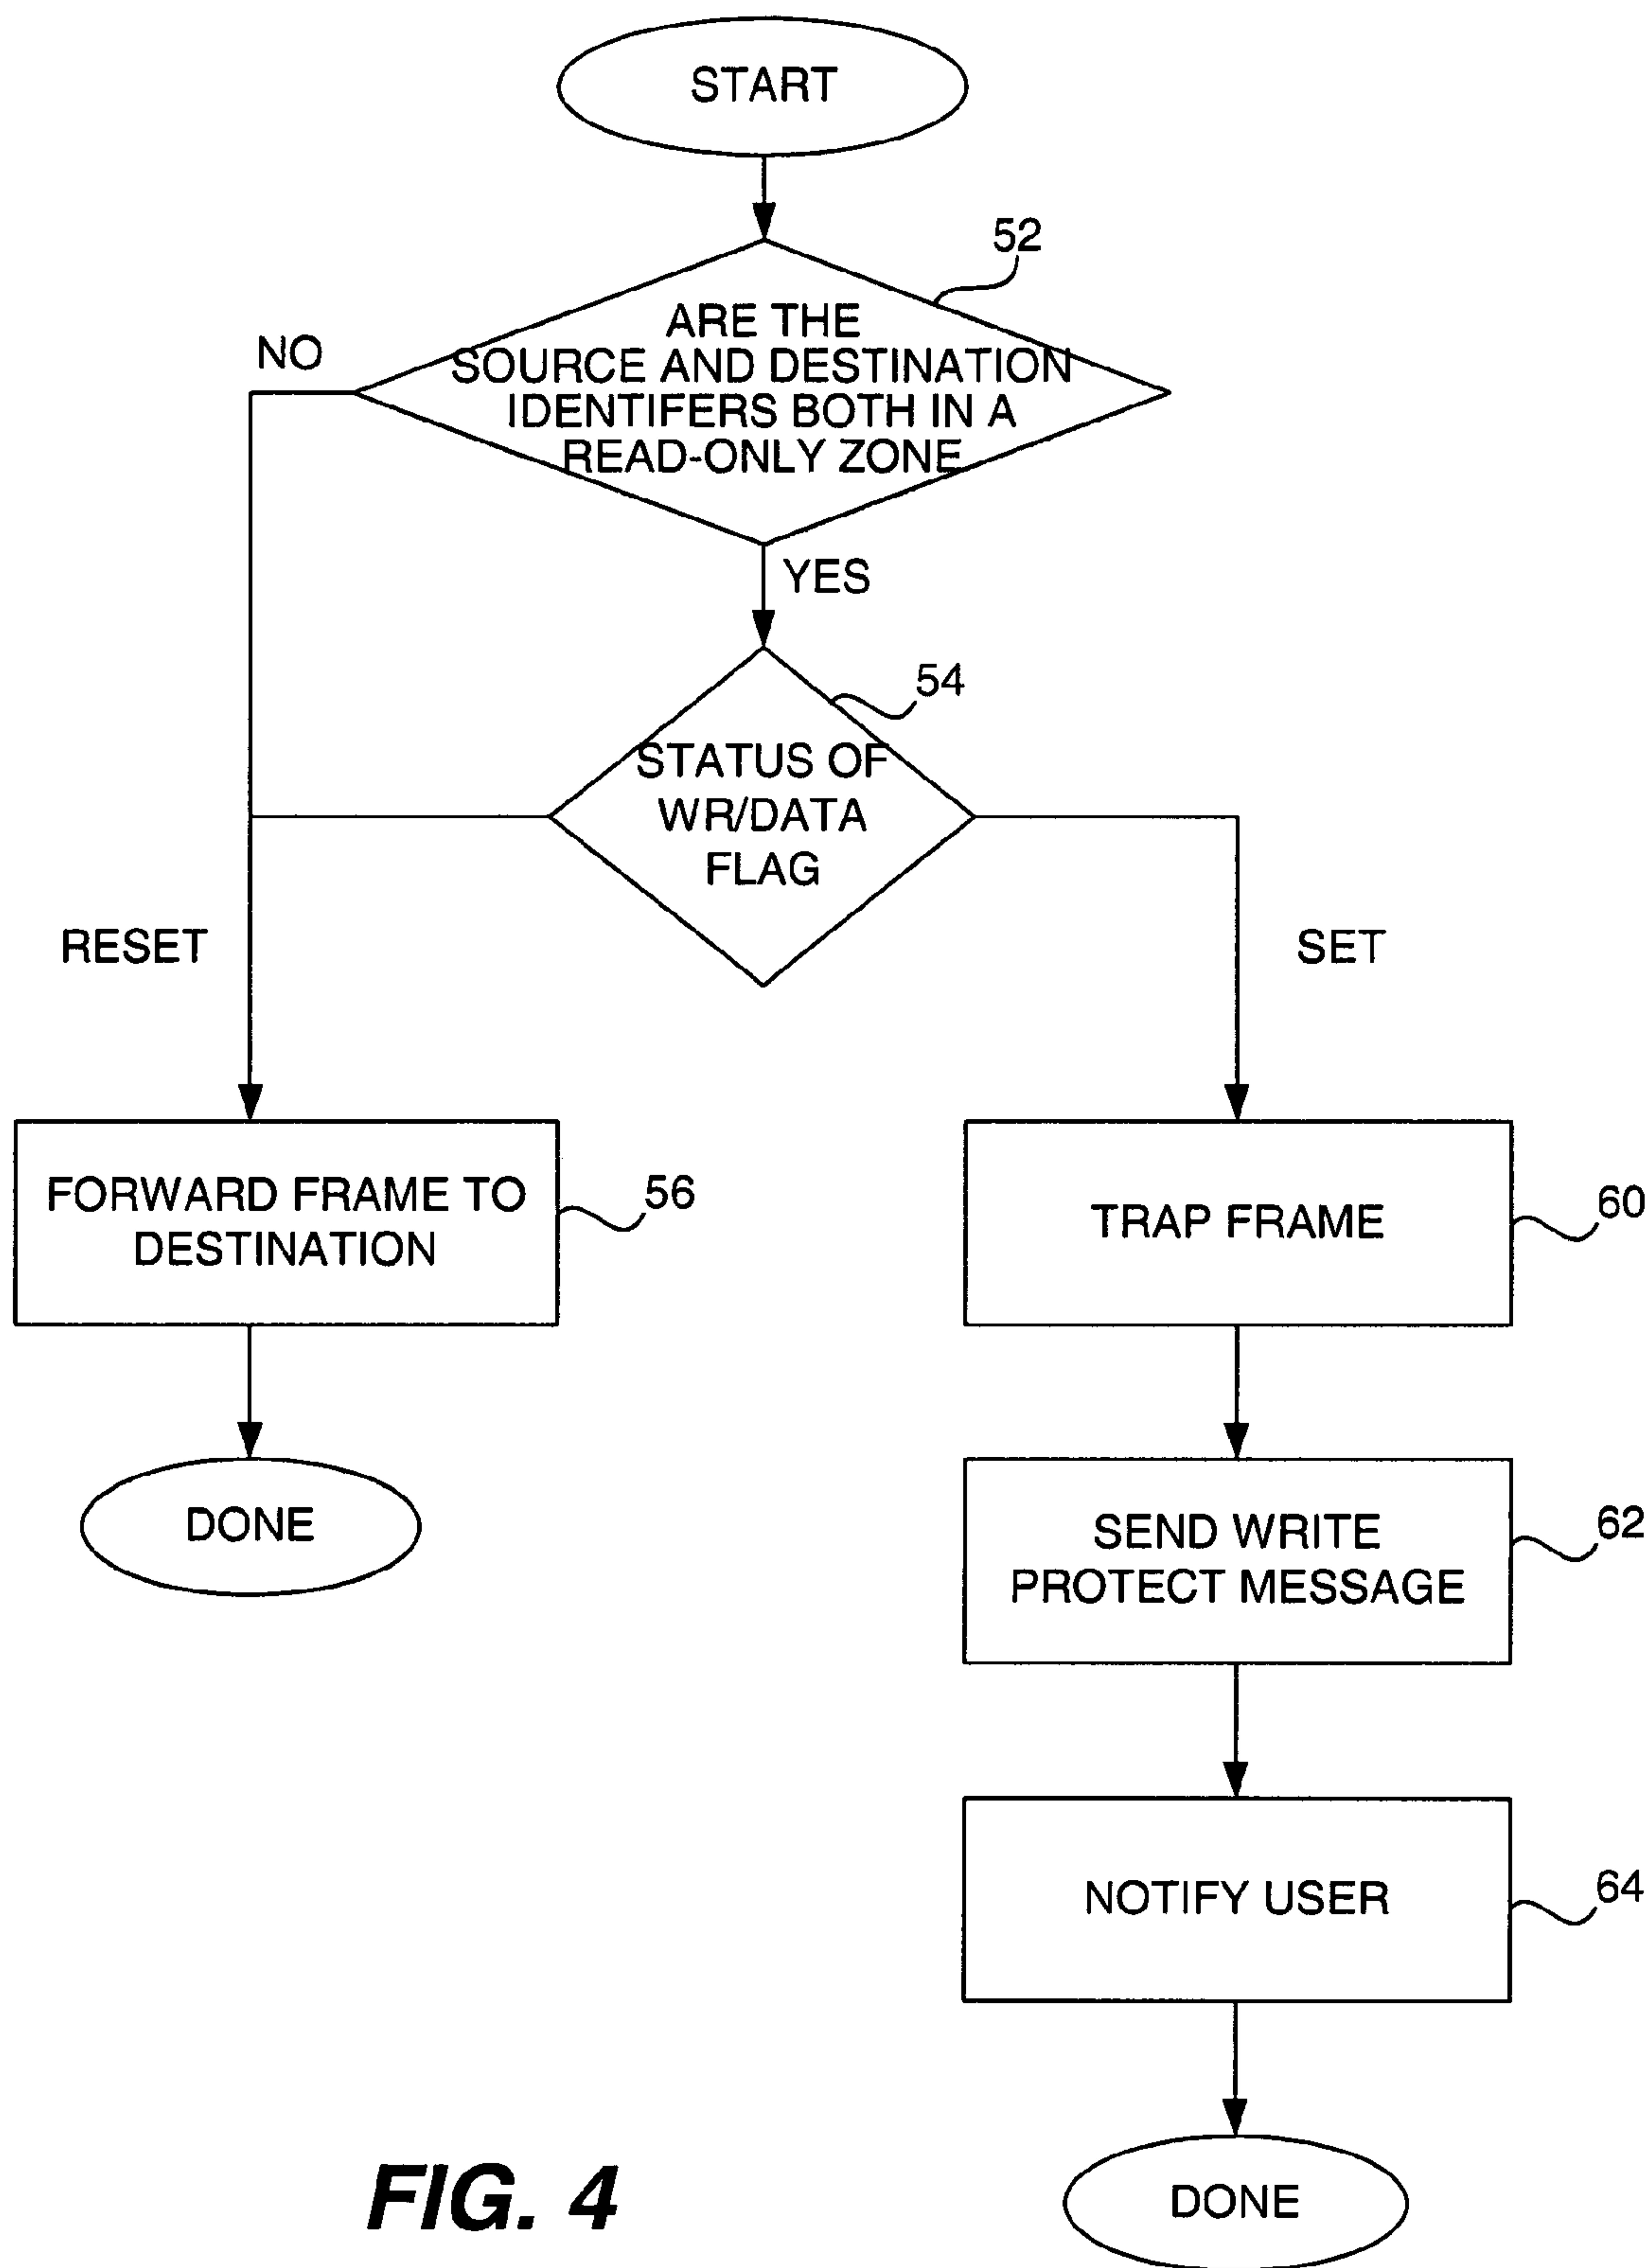 START
52
ARE THE
SOURCE AND DESTINATION
IDENTIFERS BOTH IN A
READ-ONLY ZONE
NO
YES
54
STATUS OF
WR/DATA
FLAG
RESET
SET
FORWARD FRAME TO
DESTINATION
56
TRAP FRAME
60
DONE
SEND WRITE
PROTECT MESSAGE
62
NOTIFY USER
64
DONE
FIG. 4